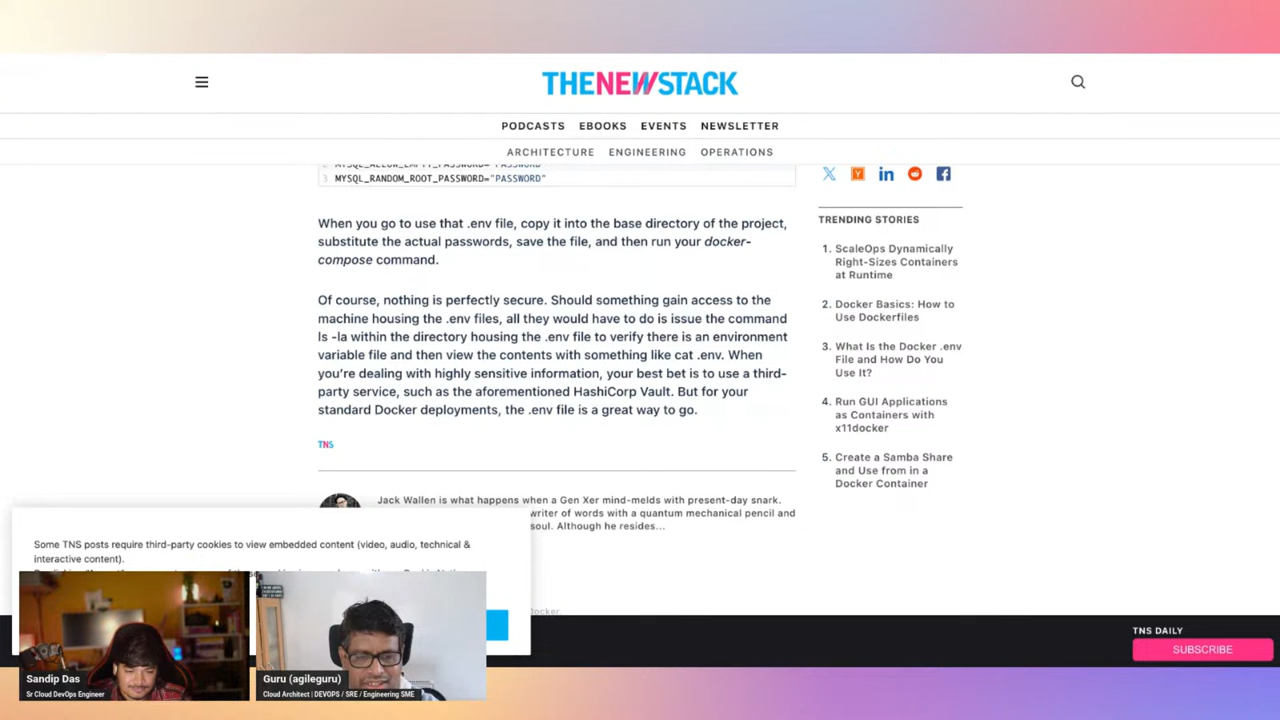 THENEWSTACK
PODCASTS EBOOKS EVENTS NEWSLETTER
ARCHITECTURE ENGINEERING OPERATIONS
2 MYSQL_ALLOW_EMPTY_PASSWORD="PASSWORD"
3 MYSQL_RANDOM_ROOT_PASSWORD="PASSWORD"
When you go to use that .env file, copy it into the base directory of the project,
substitute the actual passwords, save the file, and then run your docker-
compose command.
Of course, nothing is perfectly secure. Should something gain access to the
machine housing the .env files, all they would have to do is issue the command
ls -la within the directory housing the .env file to verify there is an environment
variable file and then view the contents with something like cat .env. When
you're dealing with highly sensitive information, your best bet is to use a third-
party service, such as the aforementioned HashiCorp Vault. But for your
standard Docker deployments, the .env file is a great way to go.
TNS
Jack Wallen is what happens when a Gen Xer mind-melds with present-day snark.
writer of words with a quantum mechanical pencil and
soul. Although he resides...
Docker.
TRENDING STORIES
1. ScaleOps Dynamically
Right-Sizes Containers
at Runtime
2. Docker Basics: How to
Use Dockerfiles
3. What Is the Docker .env
File and How Do You
Use It?
4. Run GUI Applications
as Containers with
x11docker
5. Create a Samba Share
and Use from in a
Docker Container
Some TNS posts require third-party cookies to view embedded content (video, audio, technical &
interactive content).
Sandip Das
Sr Cloud DevOps Engineer
Guru (agileguru)
Cloud Architect | DEVOPS / SRE / Engineering SME
TNS DAILY
SUBSCRIBE